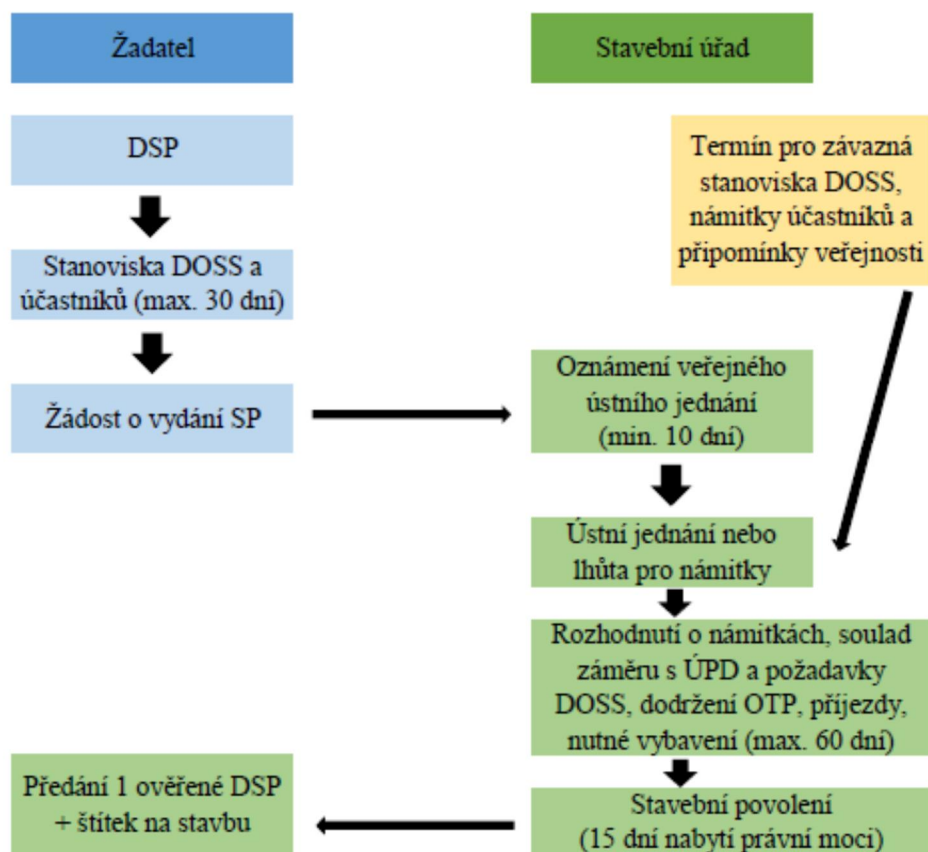 Žadatel
Stavební úřad
DSP
Termín pro závazná
stanoviska DOSS,
námitky účastníků a
připomínky veřejnosti
Stanoviska DOSS a
účastníků (max. 30 dní)
Žádost o vydání SP
Oznámení veřejného
ústního jednání
(min. 10 dní)
Ústní jednání nebo
lhůta pro námitky
Rozhodnutí o námitkách, soulad
záměru s ÚPD a požadavky
DOSS, dodržení OTP, příjezdy,
nutné vybavení (max. 60 dní)
Stavební povolení
(15 dní nabytí právní moci)
Předání 1 ověřené DSP
+ štítek na stavbu